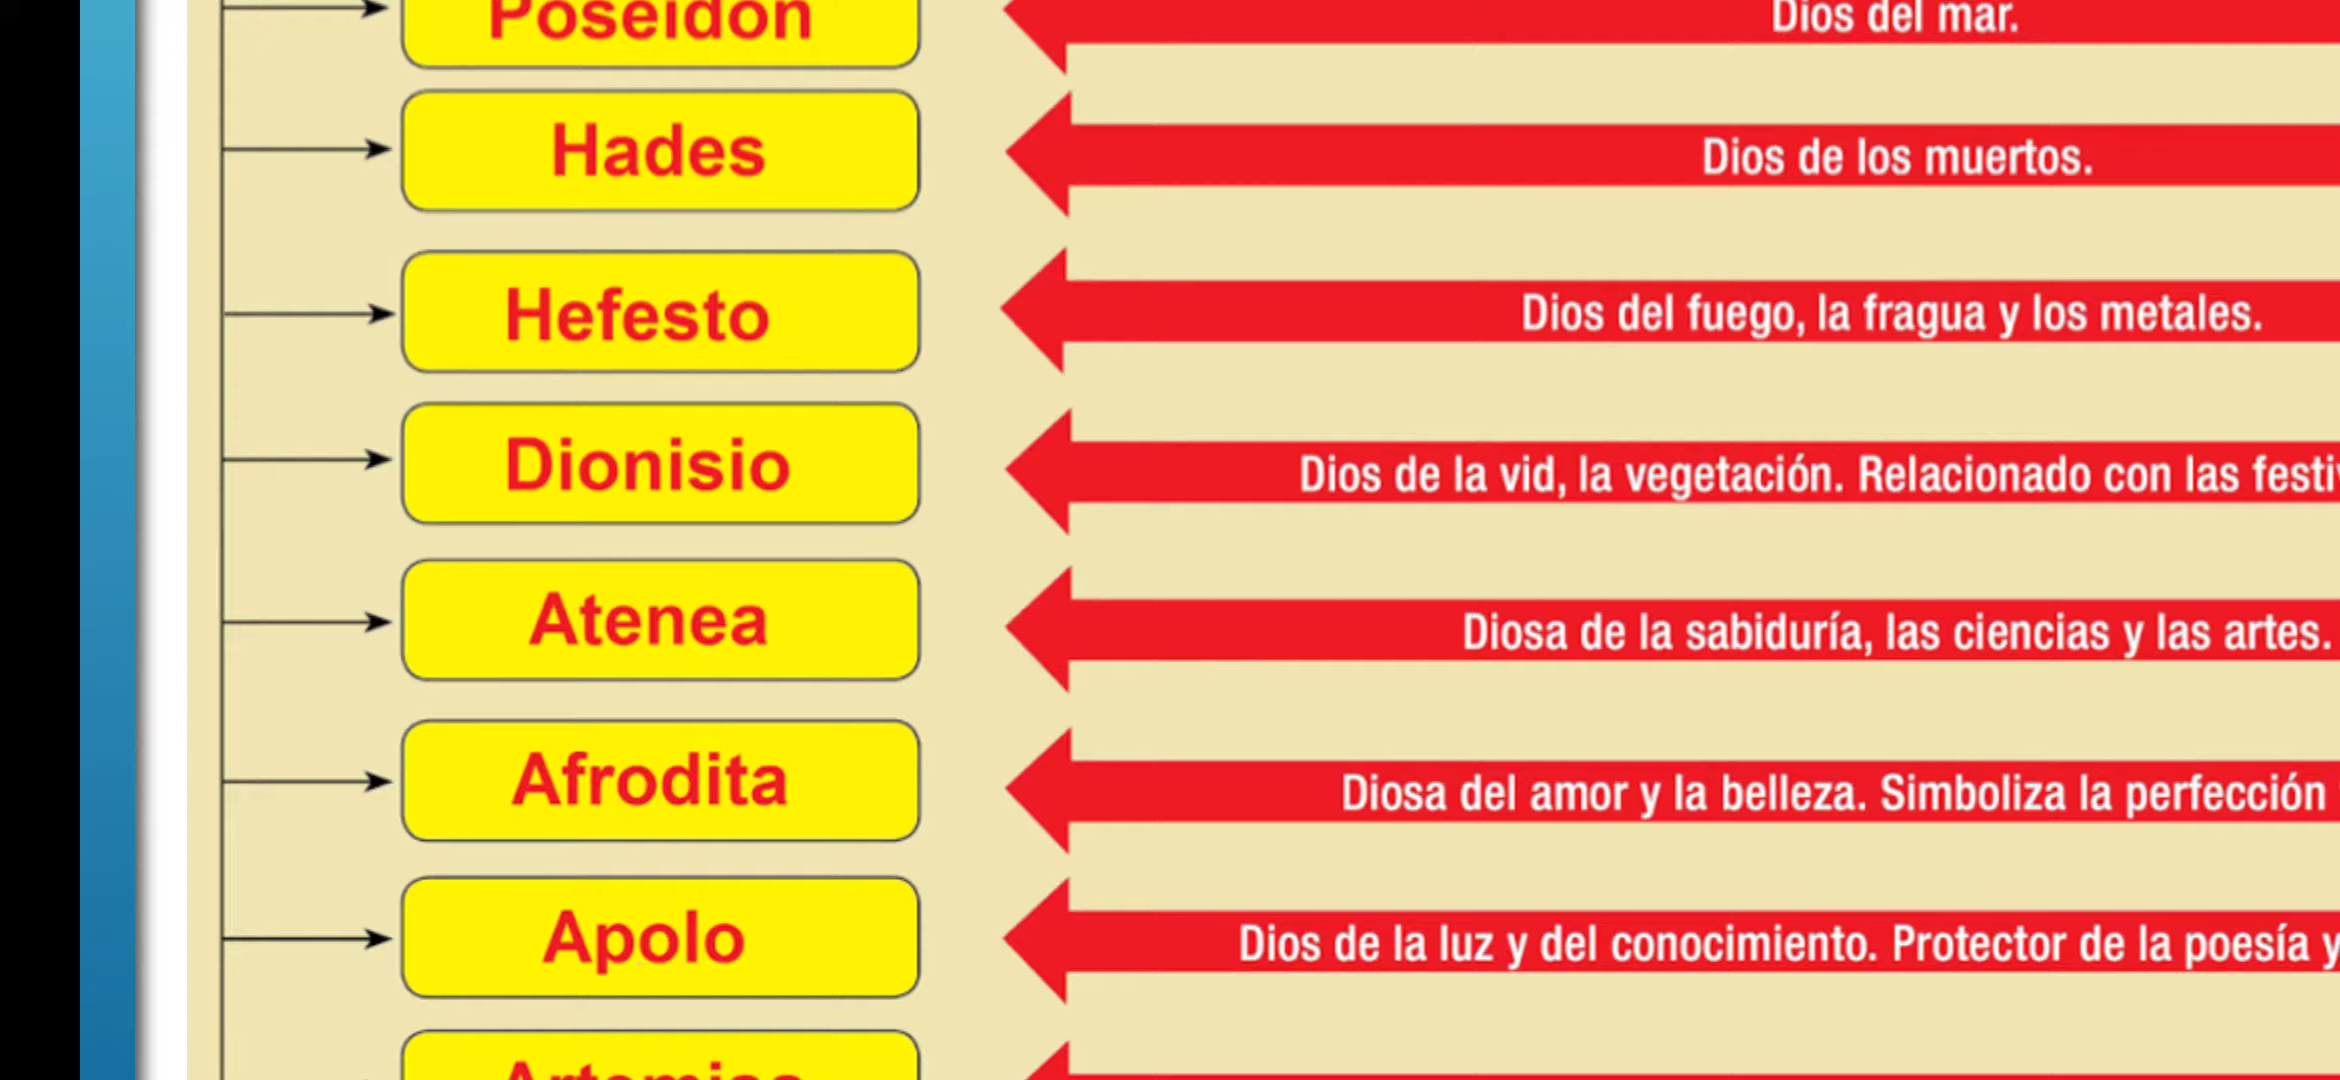 Poseidón
Dios del mar.
Hades
Dios de los muertos.
Hefesto
Dios del fuego, la fragua y los metales.
Dionisio
Dios de la vid, la vegetación. Relacionado con las
Atenea
Diosa de la sabiduría, las ciencias y las artes.
Afrodita
Diosa del amor y la belleza. Simboliza la perfección
Apolo
Dios de la luz y del conocimiento. Protector de la poesía y